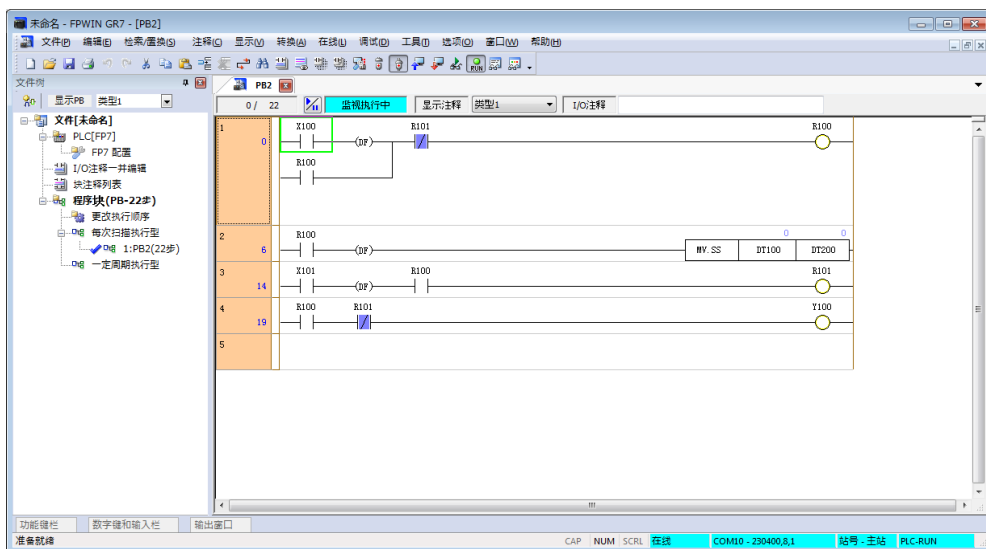 未命名 - FPWIN GR7 - [PB2]
文件(F) 编辑(E) 检索/置换(S) 注释(C) 显示(V) 转换(A) 在线(L) 调试(D) 工具(T) 选项(O) 窗口(W) 帮助(H)
RUN
文件树
PB2
显示PB 类型1
0 / 22 监视执行中 显示注释 类型1 I/O注释
文件[未命名]
PLC[FP7]
FP7 配置
I/O注释一并编辑
块注释列表
程序块(PB-22步)
更改执行顺序
每次扫描执行型
1:PB2(22步)
一定周期执行型
1 X100 R101 R100
0 (DF)
R100
2 R100 0 0
6 (DF) MV.SS DT100 DT200
3 X101 R100 R101
14 (DF)
4 R100 R101 Y100
19
5
功能键栏 数字键和输入栏 输出窗口
准备就绪 CAP NUM SCRL 在线 COM10 - 230400,8,1 站号 - 主站 PLC-RUN